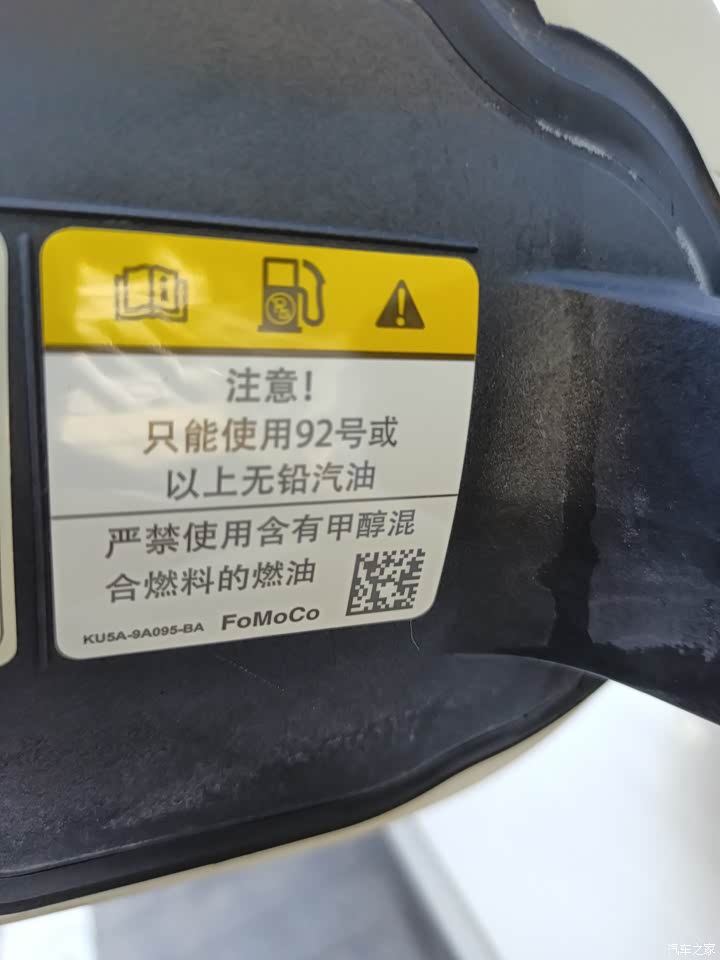 注意！
只能使用92号或
以上无铅汽油
严禁使用含有甲醇混
合燃料的燃油
KU5A-9A095-BA FoMoCo
汽车之家